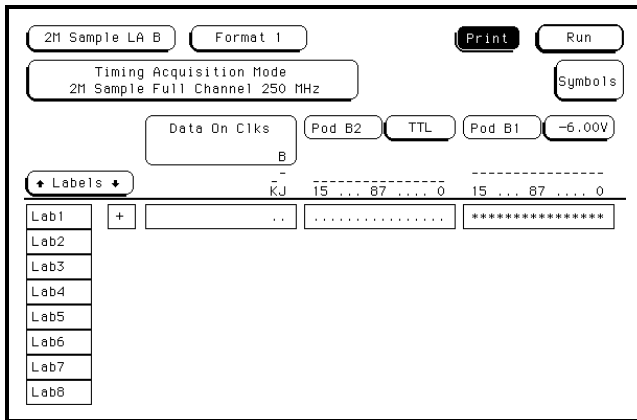 2M Sample LA B Format 1 Print Run
Timing Acquisition Mode
2M Sample Full Channel 250 MHz
Symbols
Data On Clks Pod B2 TTL Pod B1 -6.00V
B
↑ Labels ↓
KJ 15 ... 87 .... 0 15 ... 87 .... 0
Lab1 + .. ................ ****************
Lab2
Lab3
Lab4
Lab5
Lab6
Lab7
Lab8